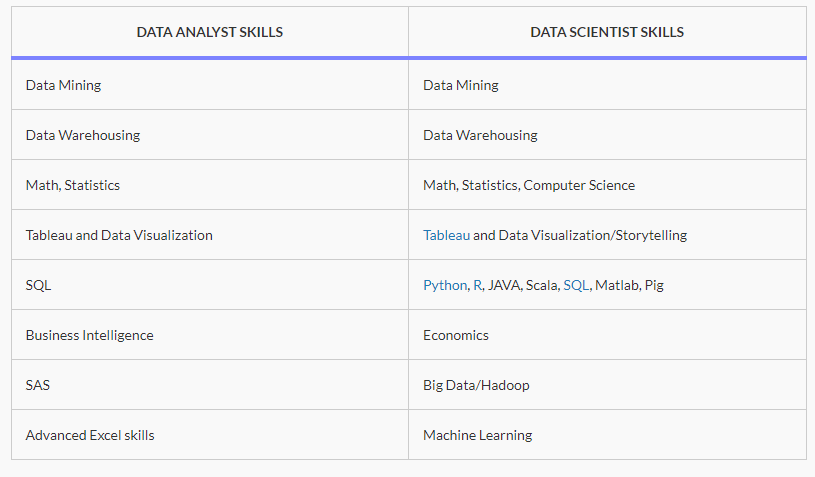 DATA ANALYST SKILLS DATA SCIENTIST SKILLS
Data Mining Data Mining
Data Warehousing Data Warehousing
Math, Statistics Math, Statistics, Computer Science
Tableau and Data Visualization Tableau and Data Visualization/Storytelling
SQL Python, R, JAVA, Scala, SQL, Matlab, Pig
Business Intelligence Economics
SAS Big Data/Hadoop
Advanced Excel skills Machine Learning